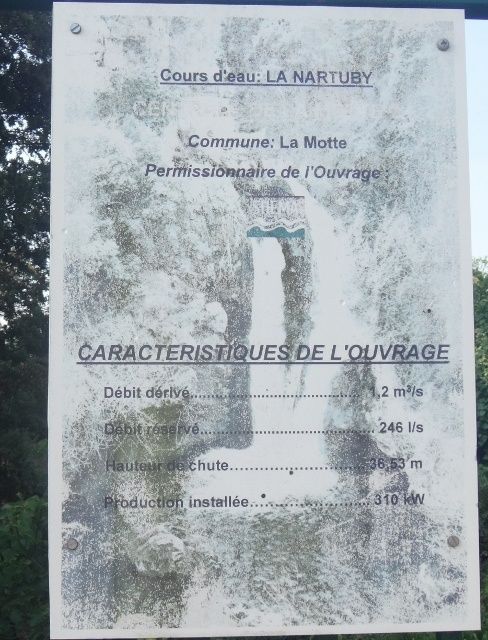 Cours d'eau: LA NARTUBY
Commune: La Motte
Permissionnaire de l'Ouvrage :
CARACTERISTIQUES DE L'OUVRAGE
Débit dérivé........................................ 1,2 m³/s
Débit réservé........................................ 246 l/s
Hauteur de chute.............................. 36,53 m
Production installée........................... 310 kW